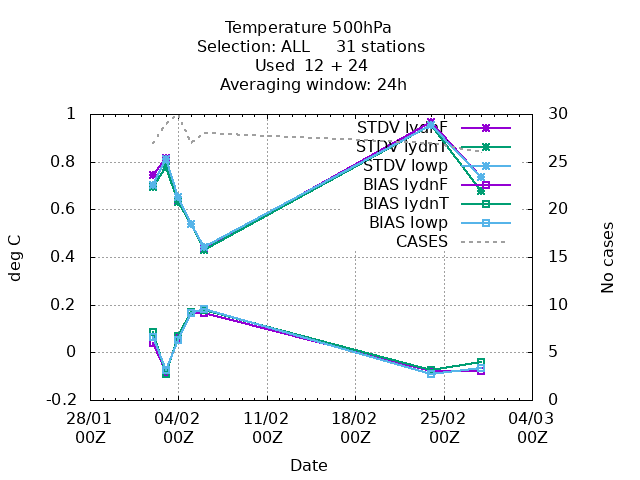 Temperature 500hPa
Selection: ALL 31 stations
Used 12 + 24
Averaging window: 24h
1
0.8
0.6
0.4
0.2
0
-0.2
30
25
20
15
10
5
0
STDV lydnF
STDV lydnT
STDV lowp
BIAS lydnF
BIAS lydnT
BIAS lowp
CASES
deg C
No cases
28/01 04/02 11/02 18/02 25/02 04/03
00Z 00Z 00Z 00Z 00Z 00Z
Date